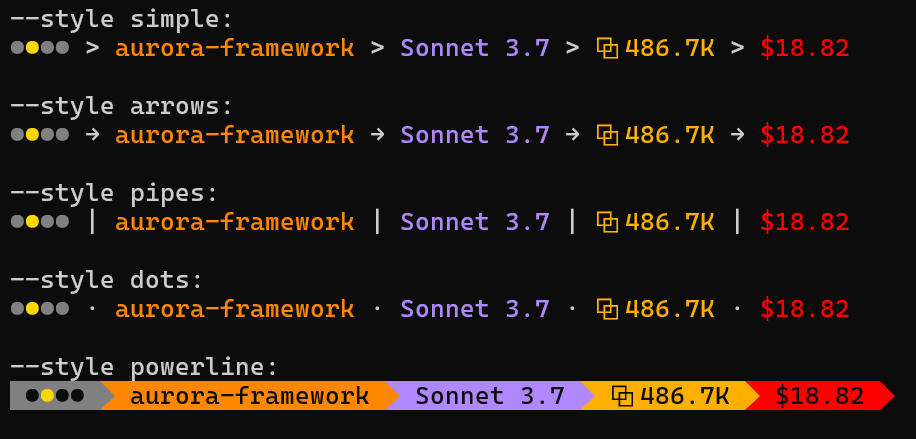 --style simple:
●●●● > aurora-framework > Sonnet 3.7 > ⧉ 486.7K > $18.82
--style arrows:
●●●● → aurora-framework → Sonnet 3.7 → ⧉ 486.7K → $18.82
--style pipes:
●●●● | aurora-framework | Sonnet 3.7 | ⧉ 486.7K | $18.82
--style dots:
●●●● · aurora-framework · Sonnet 3.7 · ⧉ 486.7K · $18.82
--style powerline:
●●●● aurora-framework Sonnet 3.7 ⧉ 486.7K $18.82